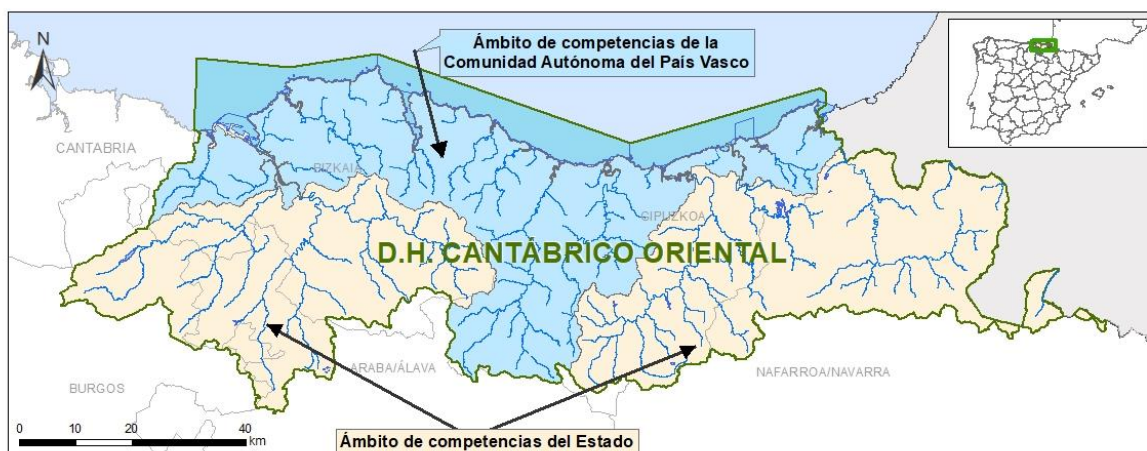 N
Ámbito de competencias de la
Comunidad Autónoma del País Vasco
CANTABRIA
BIZKAIA
GIPUZKOA
D.H. CANTÁBRICO ORIENTAL
ARABA/ÁLAVA
NAFARROA/NAVARRA
BURGOS
0 10 20 40
km
Ámbito de competencias del Estado